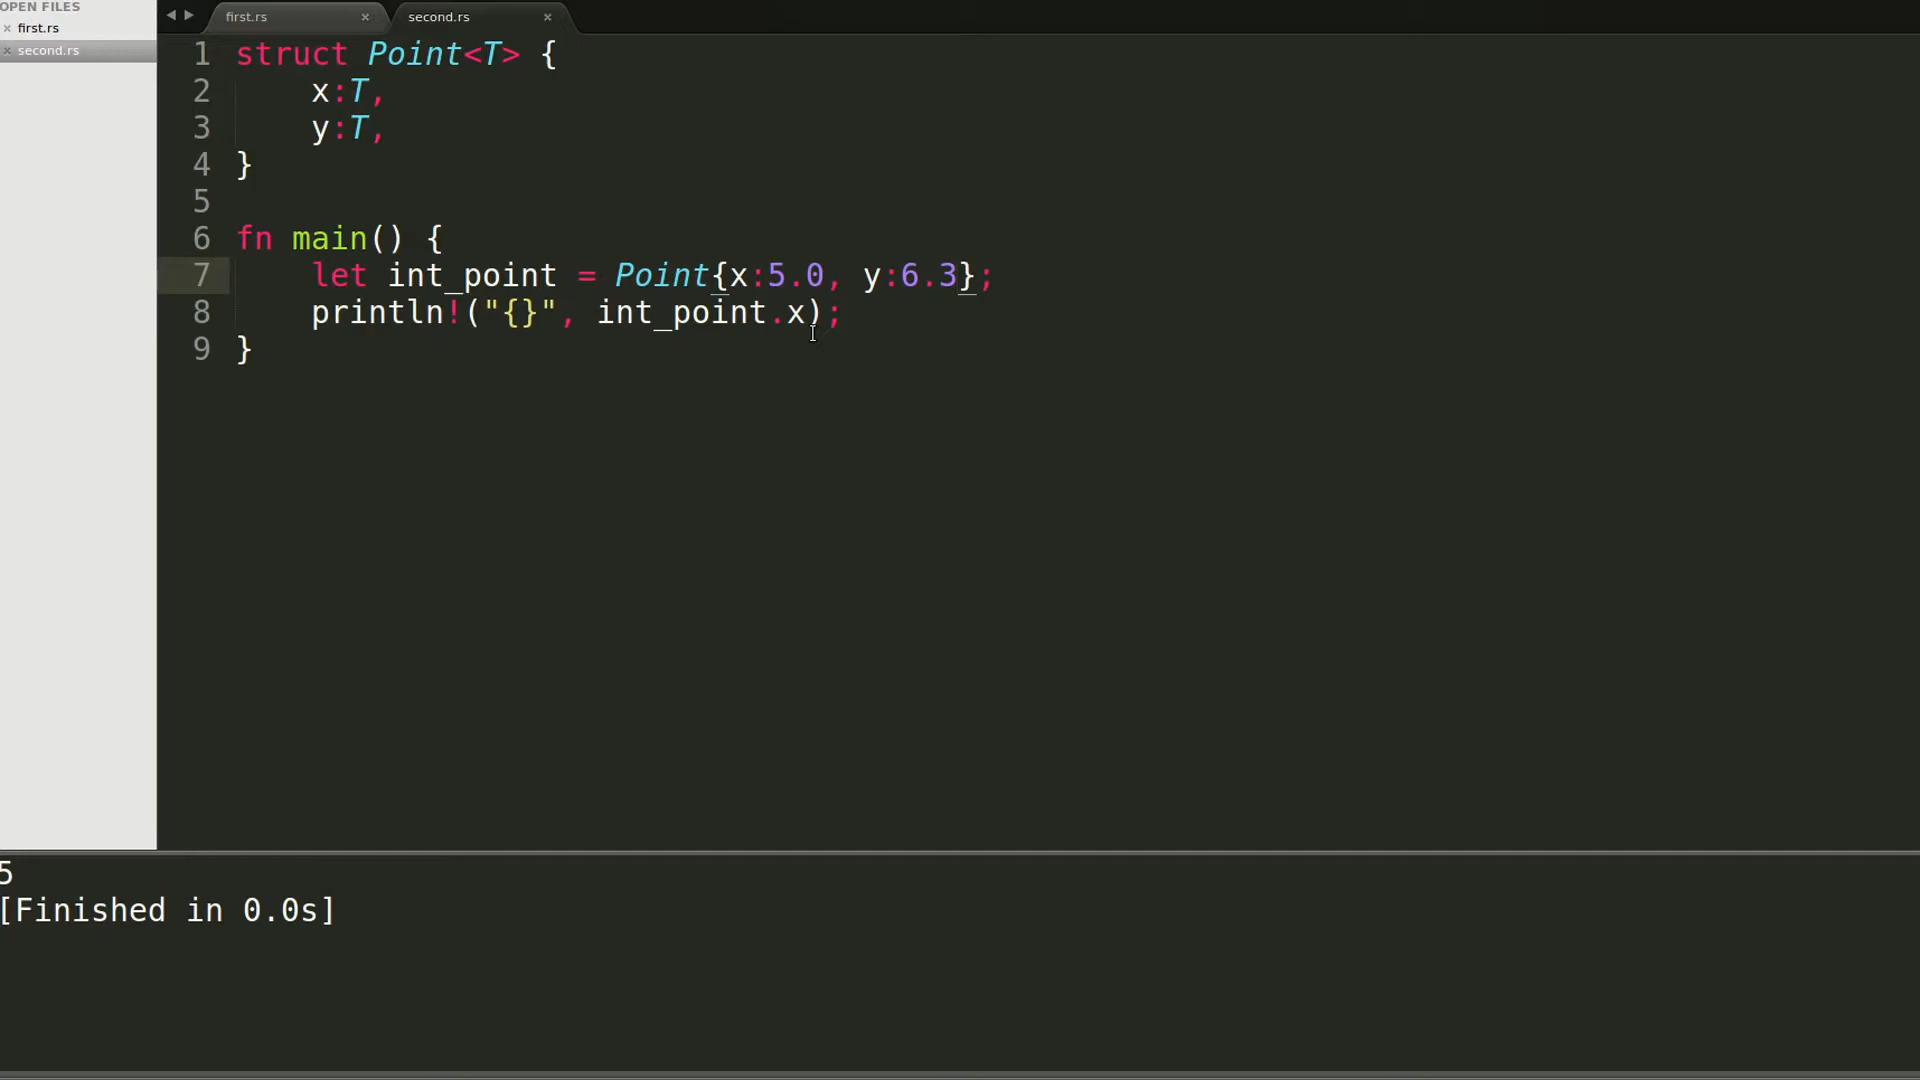 OPEN FILES
× first.rs
× second.rs
◀ ▶ first.rs × second.rs ×
1 struct Point<T> {
2     x:T,
3     y:T,
4 }
5
6 fn main() {
7     let int_point = Point{x:5.0, y:6.3};
8     println!("{}", int_point.x);
9 }
5
[Finished in 0.0s]